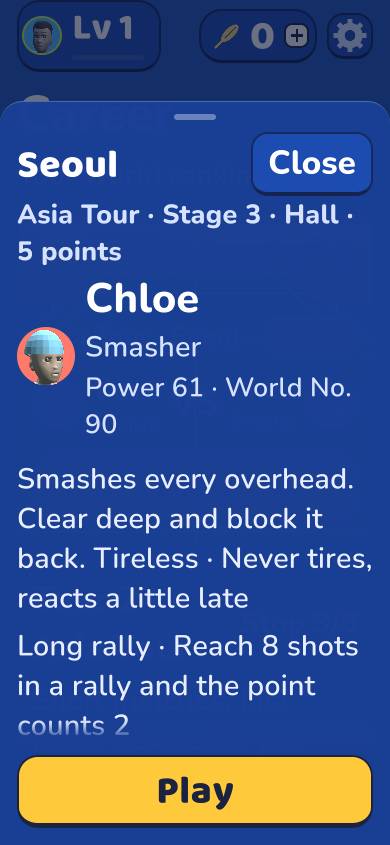 Lv 1
0
Career
Seoul
Close
Asia Tour · Stage 3 · Hall ·
5 points
Chloe
Smasher
Power 61 · World No.
90
Smashes every overhead.
Clear deep and block it
back. Tireless · Never tires,
reacts a little late
Long rally · Reach 8 shots
in a rally and the point
counts 2
Play